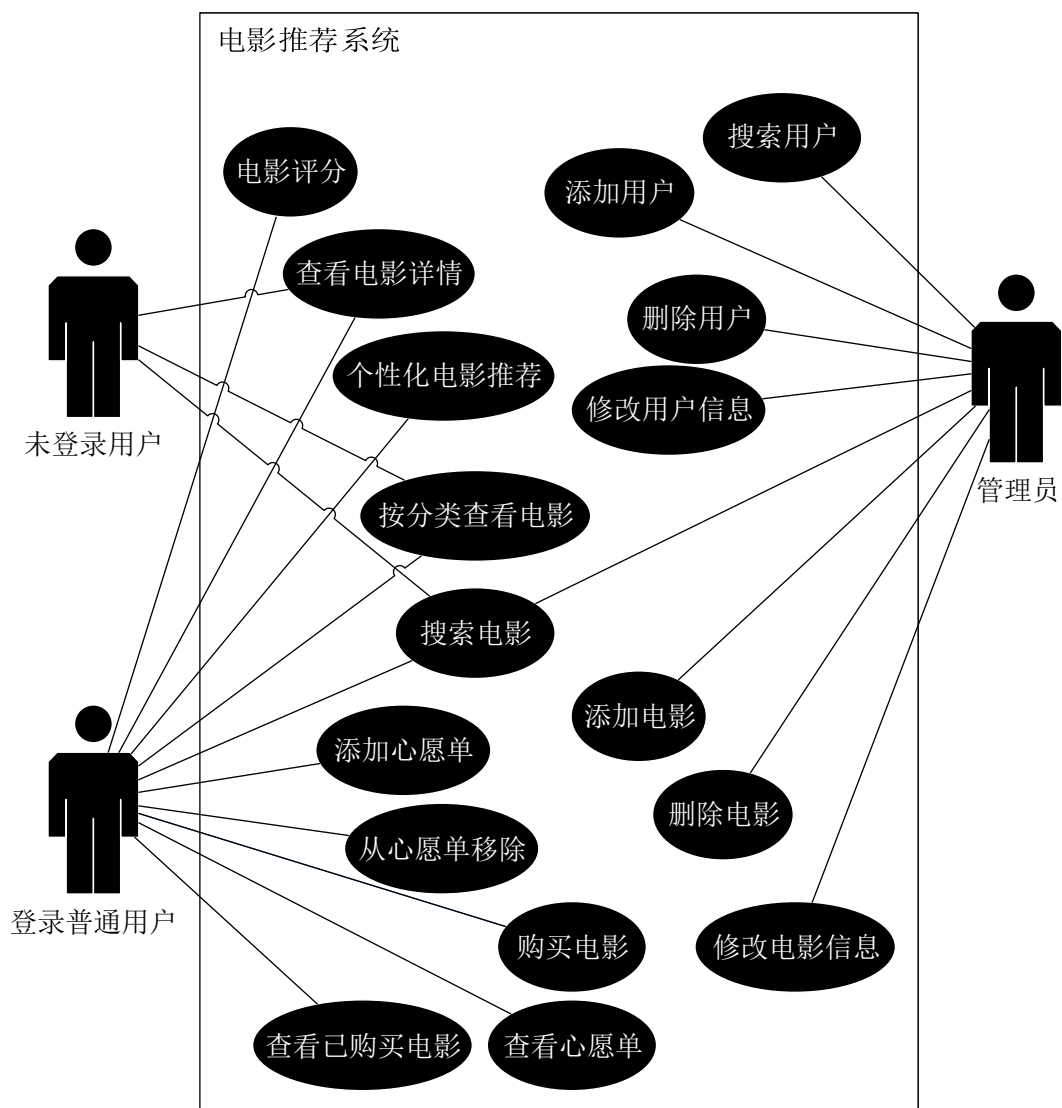 电影推荐系统
搜索用户
电影评分
添加用户
查看电影详情
删除用户
个性化电影推荐
修改用户信息
未登录用户
管理员
按分类查看电影
搜索电影
添加电影
添加心愿单
删除电影
从心愿单移除
登录普通用户
购买电影
修改电影信息
查看已购买电影
查看心愿单